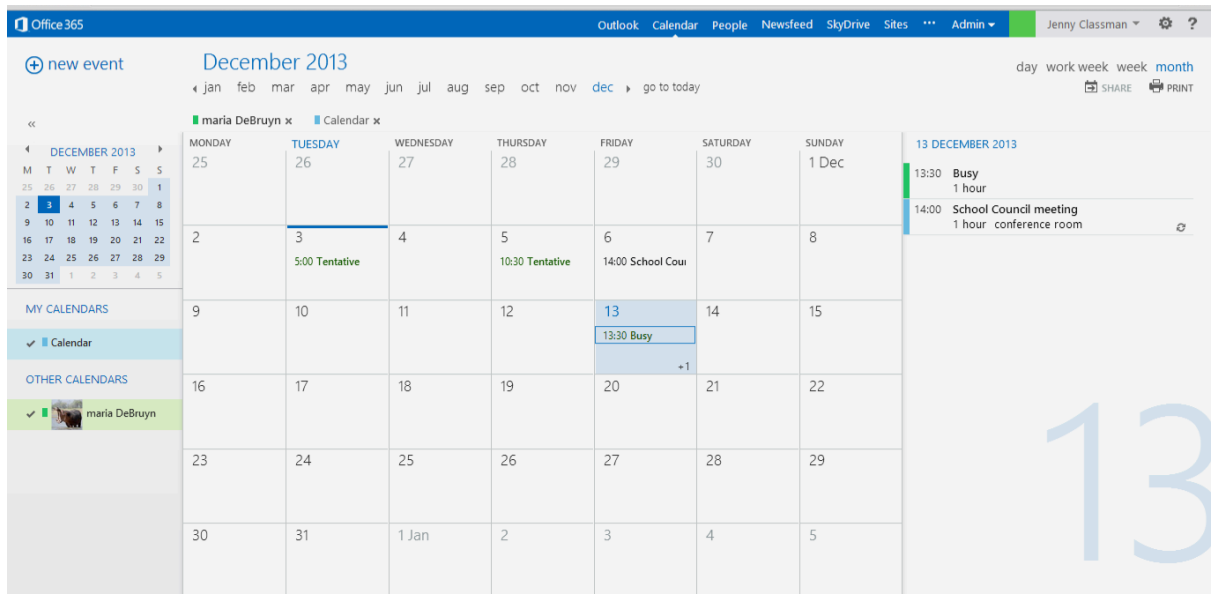 Office 365
Outlook Calendar People Newsfeed SkyDrive Sites ··· Admin Jenny Classman ?
new event
December 2013
jan feb mar apr may jun jul aug sep oct nov dec go to today
day work week week month
SHARE PRINT
«
maria DeBruyn x Calendar x
DECEMBER 2013
M T W T F S S
25 26 27 28 29 30 1
2 3 4 5 6 7 8
9 10 11 12 13 14 15
16 17 18 19 20 21 22
23 24 25 26 27 28 29
30 31 1 2 3 4 5
MY CALENDARS
Calendar
OTHER CALENDARS
maria DeBruyn
MONDAY TUESDAY WEDNESDAY THURSDAY FRIDAY SATURDAY SUNDAY
25 26 27 28 29 30 1 Dec
2 3 4 5 6 7 8
5:00 Tentative 10:30 Tentative 14:00 School Cou
9 10 11 12 13 14 15
13:30 Busy
+1
16 17 18 19 20 21 22
23 24 25 26 27 28 29
30 31 1 Jan 2 3 4 5
13 DECEMBER 2013
13:30 Busy
1 hour
14:00 School Council meeting
1 hour conference room
13